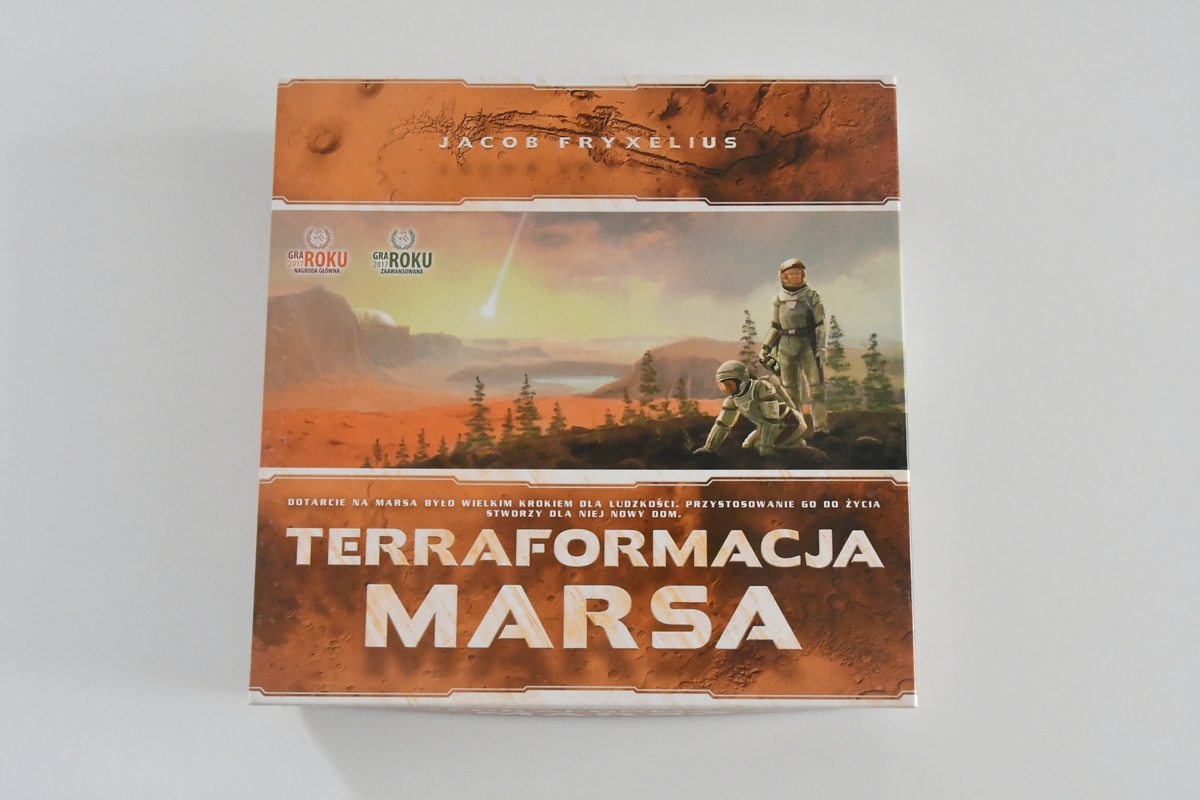 JACOB FRYXELIUS
GRA ROKU
2017
NAGRODA GŁÓWNA
GRA ROKU
2017
ZAAWANSOWANA
DOTARCIE NA MARSA BYŁO WIELKIM KROKIEM DLA LUDZKOŚCI. PRZYSTOSOWANIE GO DO ŻYCIA
STWORZY DLA NIEJ NOWY DOM.
TERRAFORMACJA
MARSA